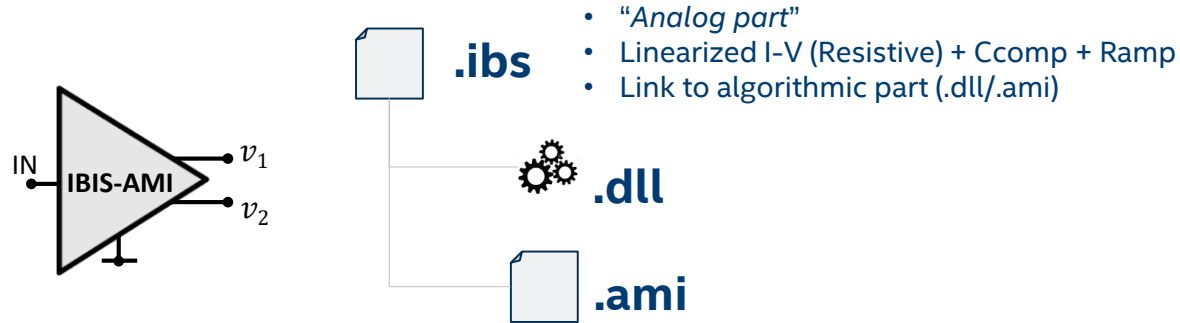 • “Analog part”
.ibs
• Linearized I-V (Resistive) + Ccomp + Ramp
• Link to algorithmic part (.dll/.ami)
IN
IBIS-AMI
v₁
v₂
.dll
.ami